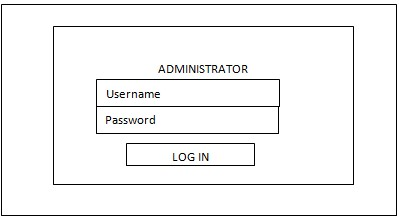 ADMINISTRATOR
Username
Password
LOG IN